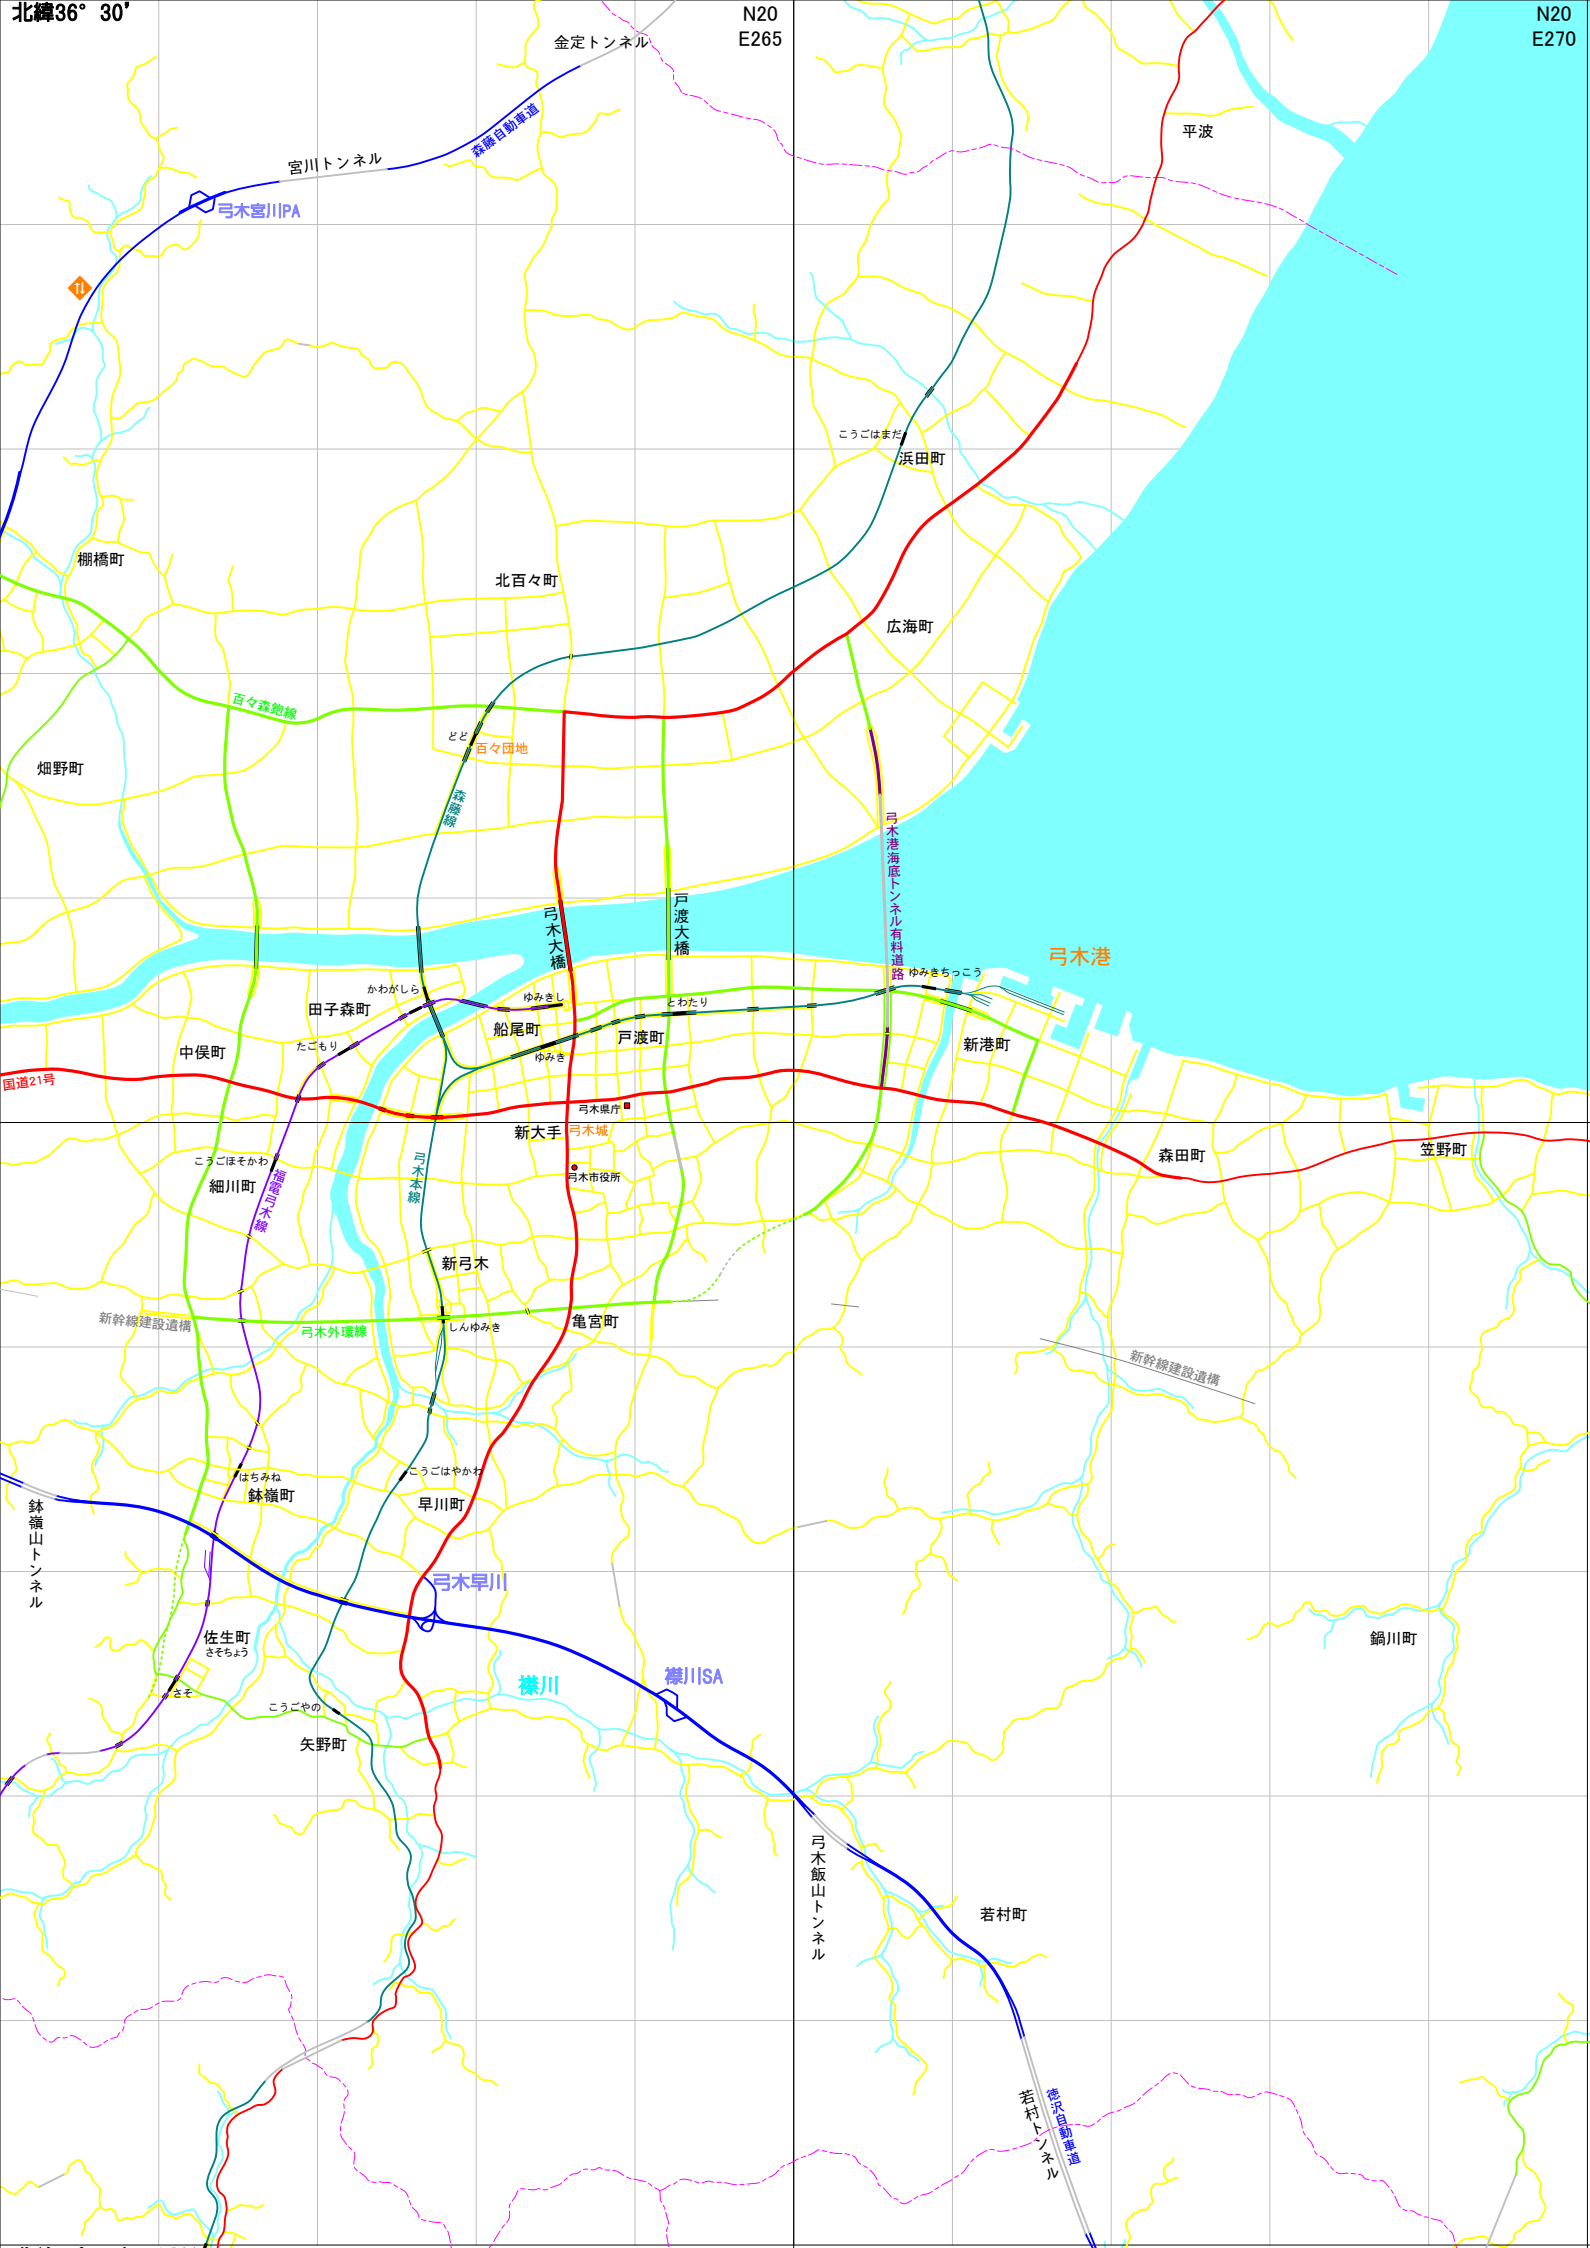 北緯36°30'
N20
E265
N20
E270
金定トンネル
森藤自動車道
宮川トンネル
弓木宮川PA
平波
こうごはまだ
浜田町
棚橋町
北百々町
広海町
百々森鉋線
どど
百々団地
畑野町
森藤線
弓木港海底トンネル有料道路
戸渡大橋
弓木大橋
弓木港
ゆみきちっこう
かわがしら
ゆみきし
とわたり
田子森町
船尾町
戸渡町
新港町
たごもり
中俣町
ゆみき
国道21号
弓木県庁
新大手
弓木城
森田町
笠野町
こうごほそかわ
細川町
福電弓木線
弓木本線
弓木市役所
新弓木
新幹線建設遺構
弓木外環線
しんゆみき
亀宮町
新幹線建設遺構
はちみね
鉢嶺町
こうごはやかわ
早川町
鉢嶺山トンネル
弓木早川
佐生町
さそちょう
さそ
襟川
襟川SA
鍋川町
こうごやの
矢野町
弓木飯山トンネル
若村町
若村トンネル
徳沢自動車道